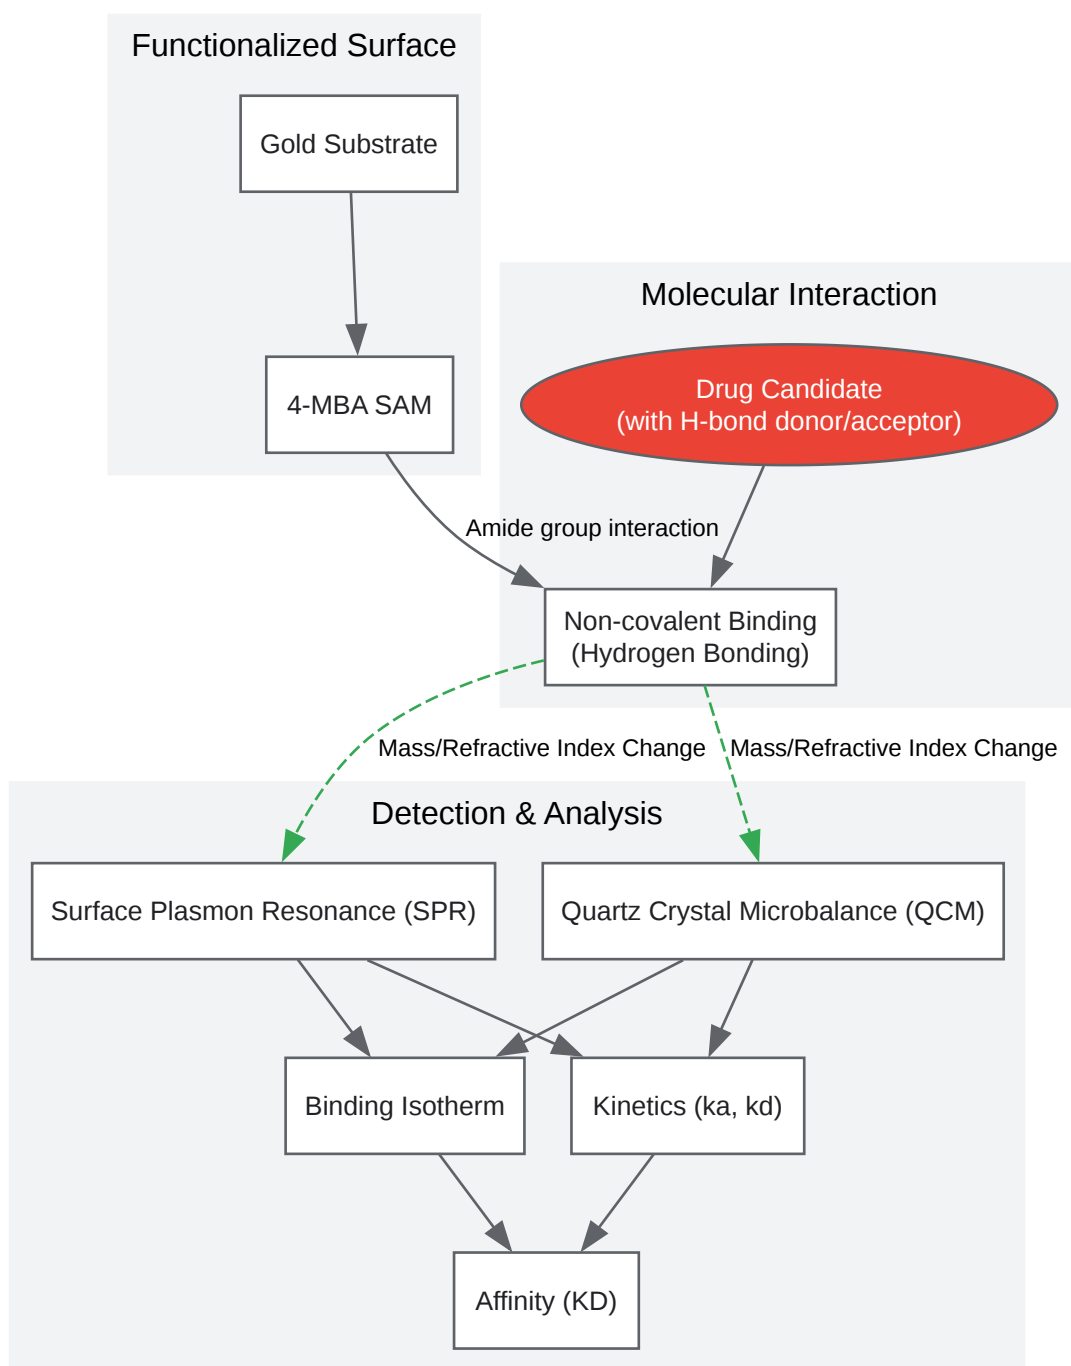 Functionalized Surface
Gold Substrate
4-MBA SAM
Molecular Interaction
Drug Candidate
(with H-bond donor/acceptor)
Amide group interaction
Non-covalent Binding
(Hydrogen Bonding)
Mass/Refractive Index Change
Mass/Refractive Index Change
Detection & Analysis
Surface Plasmon Resonance (SPR)
Quartz Crystal Microbalance (QCM)
Binding Isotherm
Kinetics (ka, kd)
Affinity (KD)